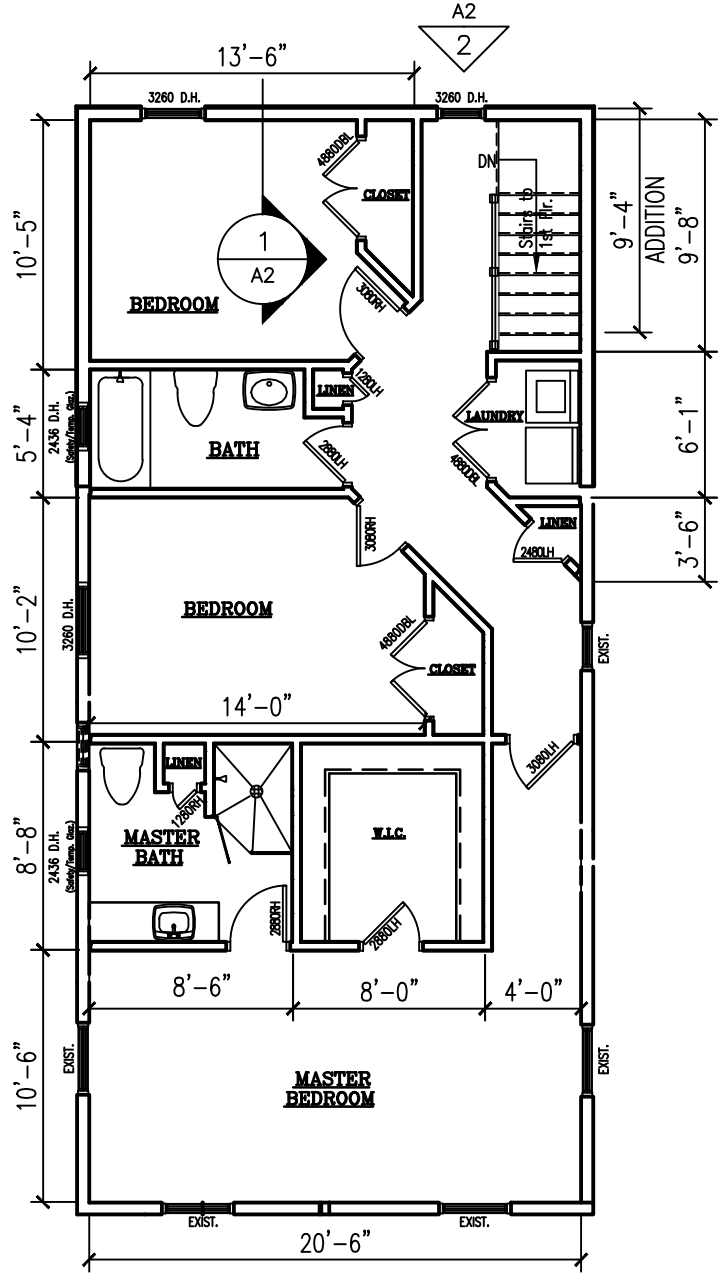 A2
2
13'-6"
3260 D.H.
3260 D.H.
4880DBL
CLOSET
DN
Stairs to
1st Flr.
9'-4"
ADDITION
9'-8"
10'-5"
1
A2
BEDROOM
3080RH
LINEN
1280LH
LAUNDRY
5'-4"
2436 D.H.
(Safety/Temp. Glaz.)
BATH
2880LH
4880DBL
6'-1"
3080RH
LINEN
2480LH
3'-6"
10'-2"
3260 D.H.
BEDROOM
4880DBL
CLOSET
EXIST.
14'-0"
LINEN
1280RH
3080LH
8'-8"
2436 D.H.
(Safety/Temp. Glaz.)
MASTER
BATH
W.I.C.
2880RH
2880LH
8'-6"
8'-0"
4'-0"
10'-6"
EXIST.
EXIST.
MASTER
BEDROOM
EXIST.
EXIST.
20'-6"